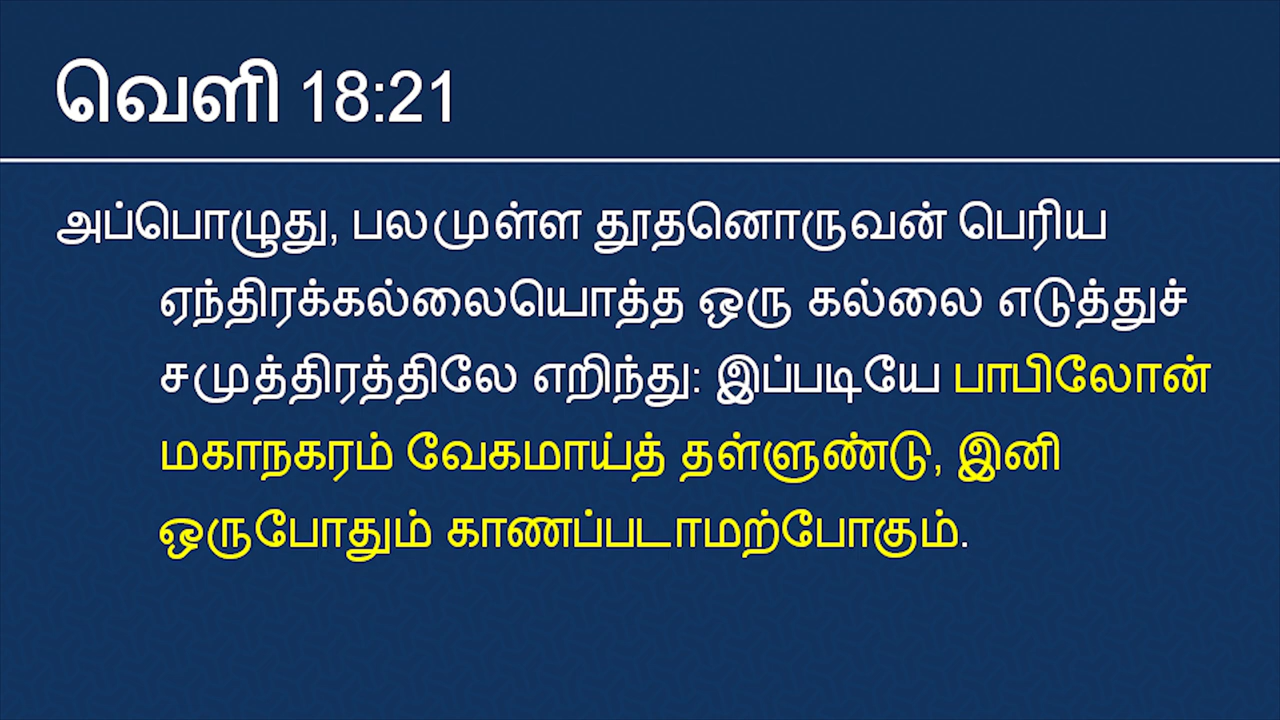 வெளி 18:21
அப்பொழுது, பலமுள்ள தூதனொருவன் பெரிய
ஏந்திரக்கல்லையொத்த ஒரு கல்லை எடுத்துச்
சமுத்திரத்திலே எறிந்து: இப்படியே பாபிலோன்
மகாநகரம் வேகமாய்த் தள்ளுண்டு, இனி
ஒருபோதும் காணப்படாமற்போகும்.